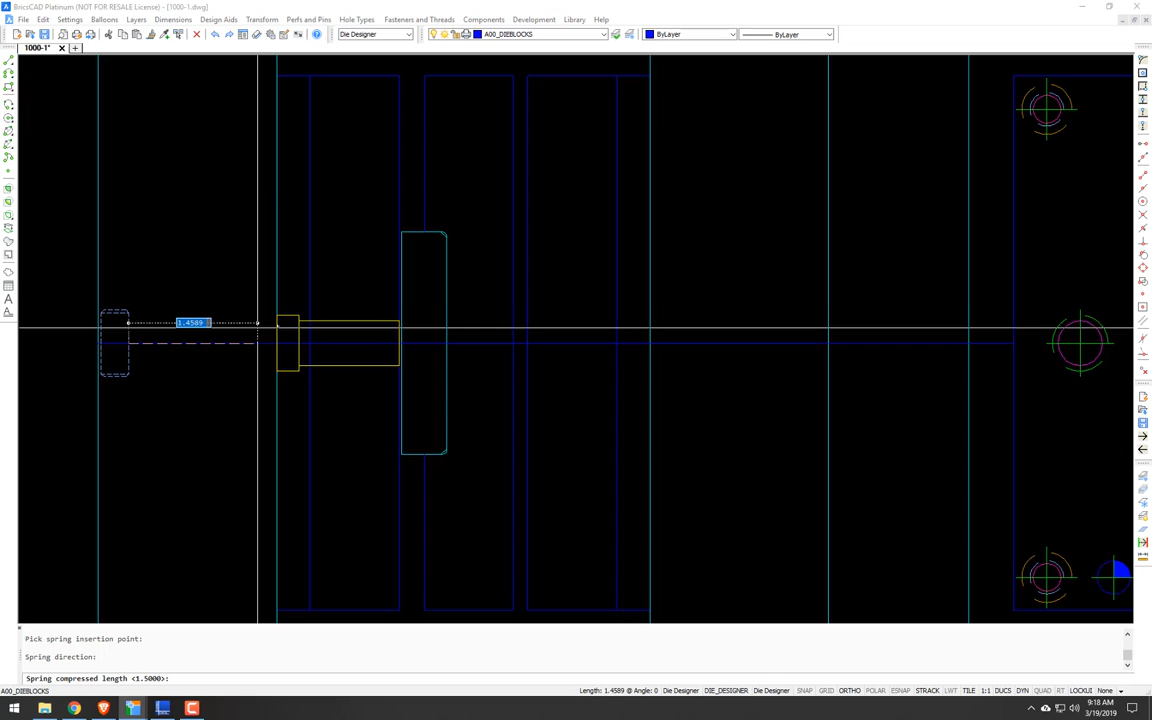 BricsCAD Platinum (NOT FOR RESALE License) - [1000-1.dwg]
File Edit Settings Balloons Layers Dimensions Design Aids Transform Perfs and Pins Hole Types Fasteners and Threads Components Development Library Help
Die Designer A00_DIEBLOCKS ByLayer ByLayer
1000-1*
1.4589
Pick spring insertion point:
Spring direction:
Spring compressed length <1.5000>:
A00_DIEBLOCKS Length: 1.4589 @ Angle: 0 Die Designer DIE_DESIGNER Die Designer SNAP GRID ORTHO POLAR ESNAP STRACK LWT TILE 1:1 DUCS DYN QUAD RT LOCKUI None
9:18 AM
3/19/2019